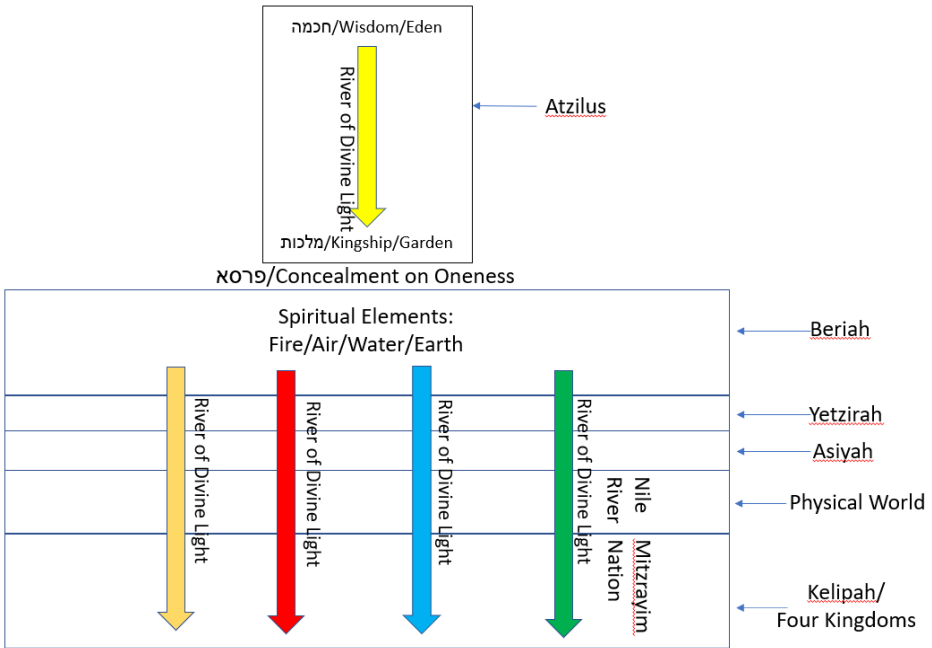 חכמה/Wisdom/Eden
River of Divine Light
Atzilus
מלכות/Kingship/Garden
פרסא/Concealment on Oneness
Spiritual Elements:
Fire/Air/Water/Earth
Beriah
River of Divine Light
River of Divine Light
River of Divine Light
River of Divine Light
Yetzirah
Asiyah
Nile
River
Physical World
Mitzrayim
Nation
Kelipah/
Four Kingdoms